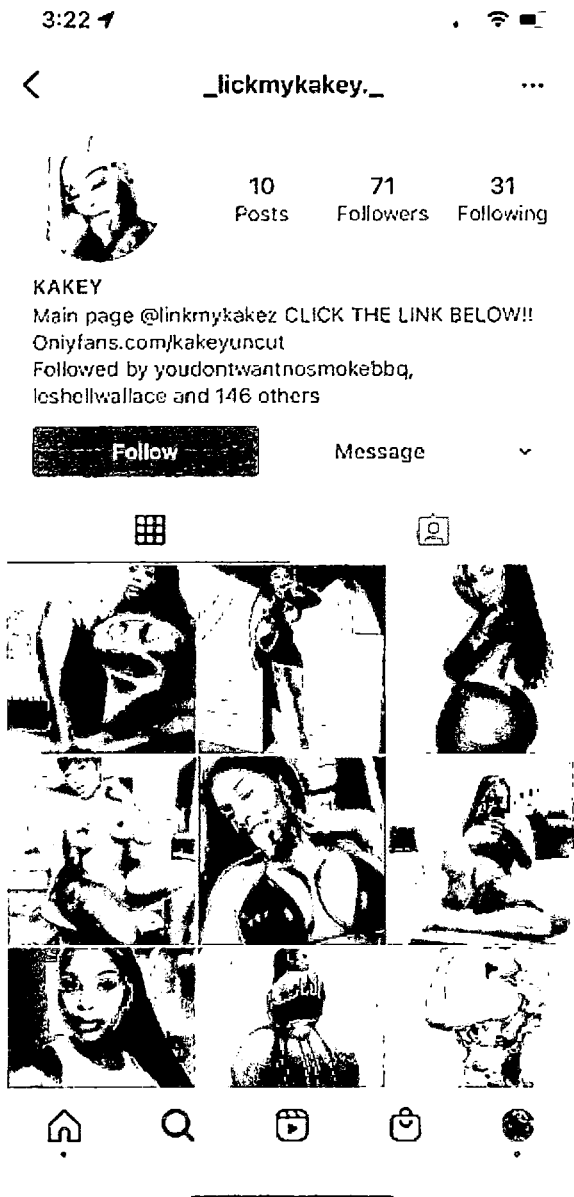 3:22
_lickmykakey._
10 71 31
Posts Followers Following
KAKEY
Main page @linkmykakez CLICK THE LINK BELOW!!
Onlyfans.com/kakeyuncut
Followed by youdontwantnosmokebbq,
leshellwallace and 146 others
Follow Message